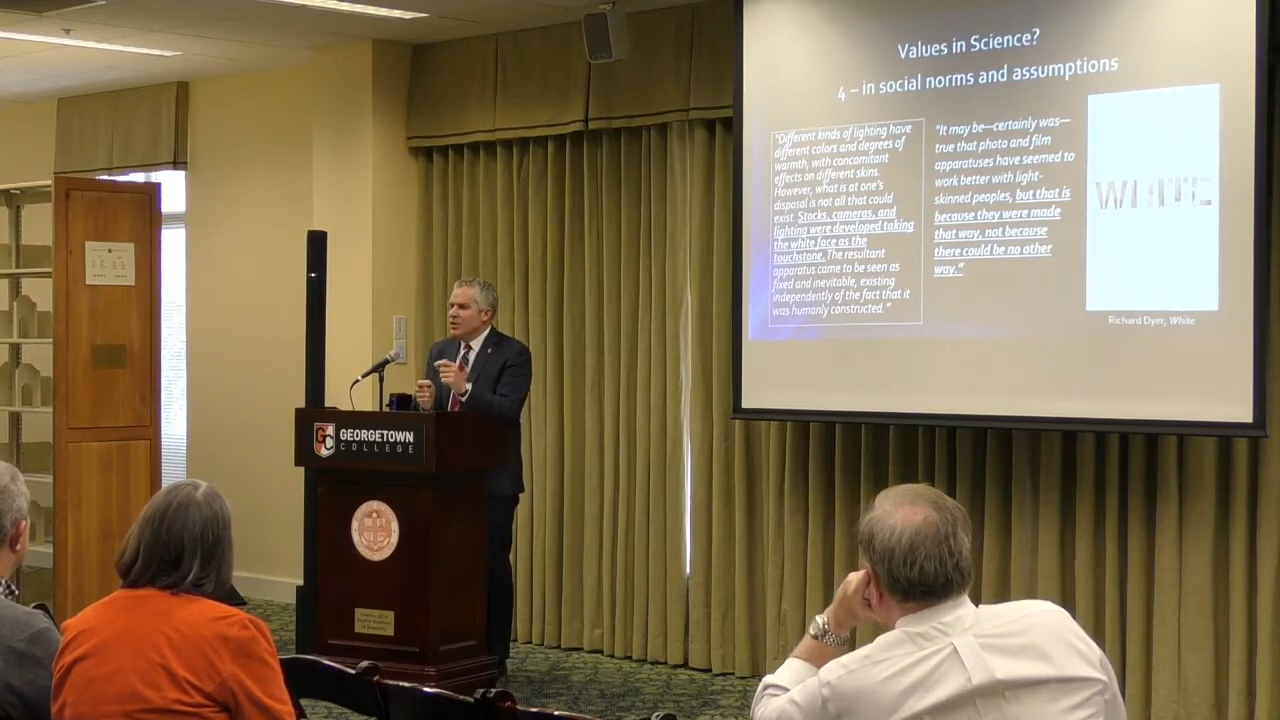 Values in Science?
4 – in social norms and assumptions
"Different kinds of lighting have
different colors and degrees of
warmth, with concomitant
effects on different skins.
However, what is at one's
disposal is not all that could
exist. Stocks, cameras, and
lighting were developed taking
the white face as the
touchstone. The resultant
apparatus came to be seen as
fixed and inevitable, existing
independently of the fact that it
was humanly constructed."
"It may be—certainly was—
true that photo and film
apparatuses have seemed to
work better with light-
skinned peoples, but that is
because they were made
that way, not because
there could be no other
way."
WHITE
Richard Dyer, White
GC
GEORGETOWN
COLLEGE
Baptist Seminary
of Kentucky